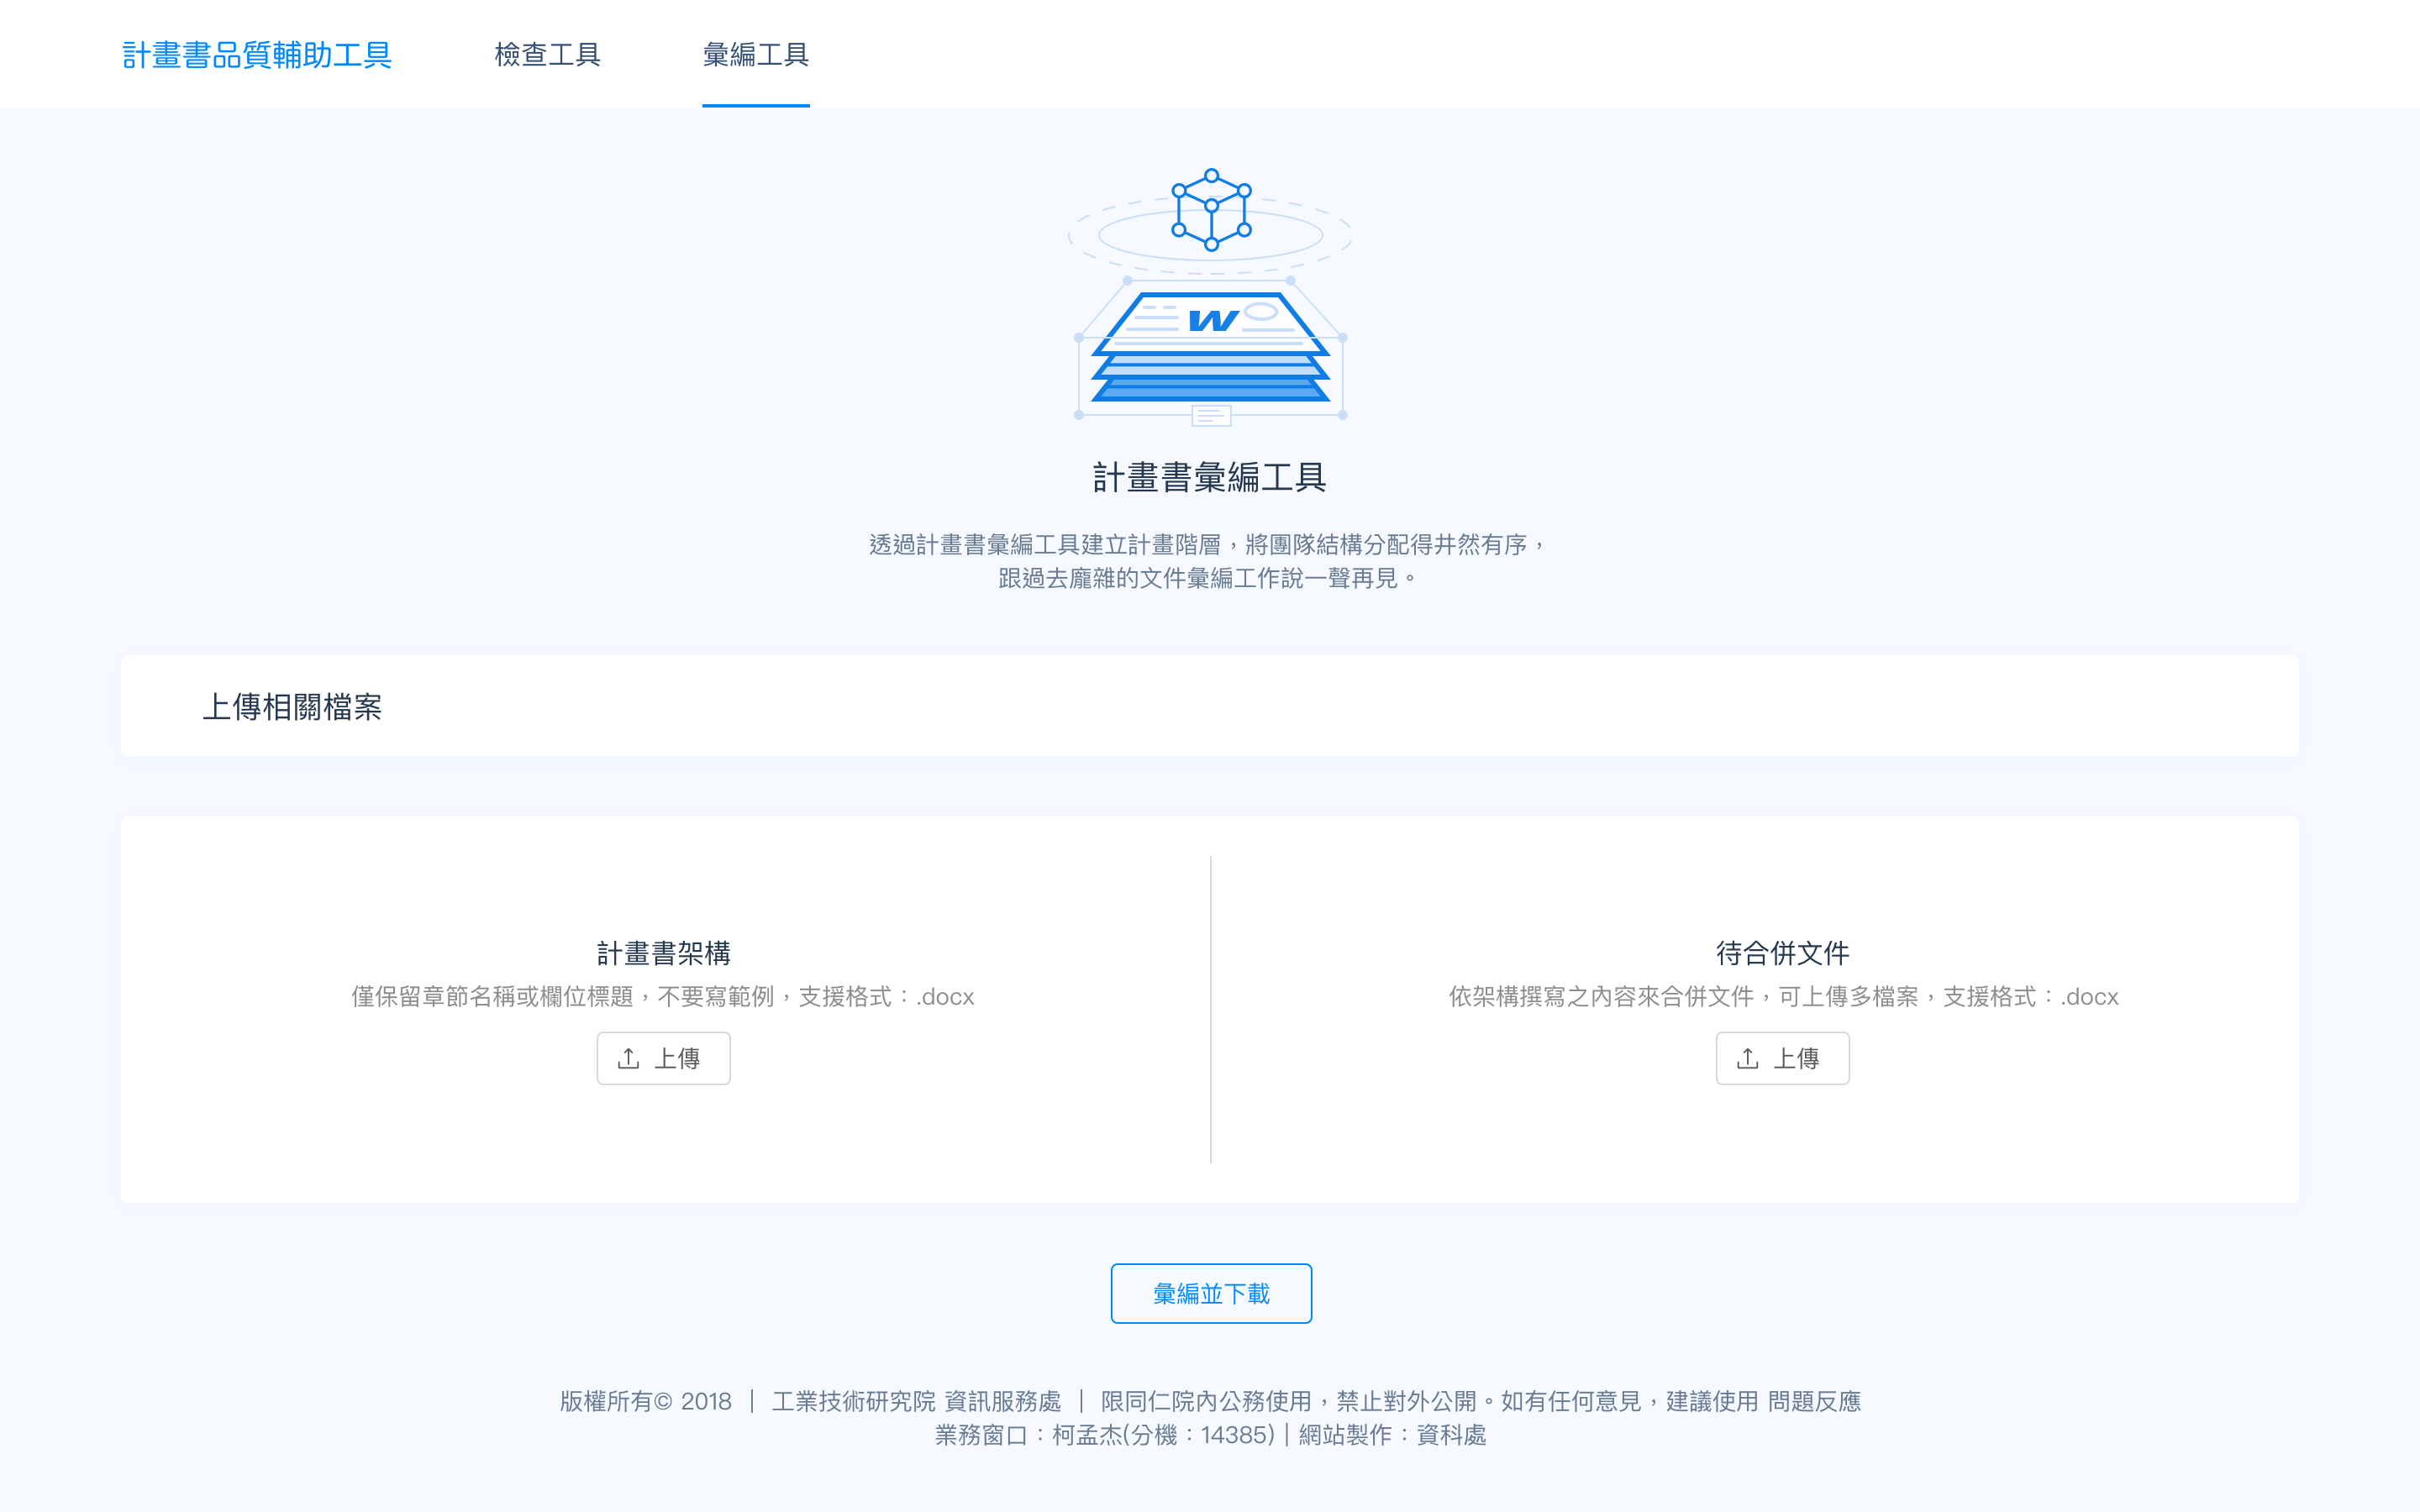 計畫書品質輔助工具
檢查工具
彙編工具
W
計畫書彙編工具
透過計畫書彙編工具建立計畫階層，將團隊結構分配得井然有序，
跟過去龐雜的文件彙編工作說一聲再見。
上傳相關檔案
計畫書架構
僅保留章節名稱或欄位標題，不要寫範例，支援格式：.docx
上傳
待合併文件
依架構撰寫之內容來合併文件，可上傳多檔案，支援格式：.docx
上傳
彙編並下載
版權所有© 2018 ｜ 工業技術研究院 資訊服務處 ｜ 限同仁院內公務使用，禁止對外公開。如有任何意見，建議使用 問題反應
業務窗口：柯孟杰(分機：14385) | 網站製作：資科處